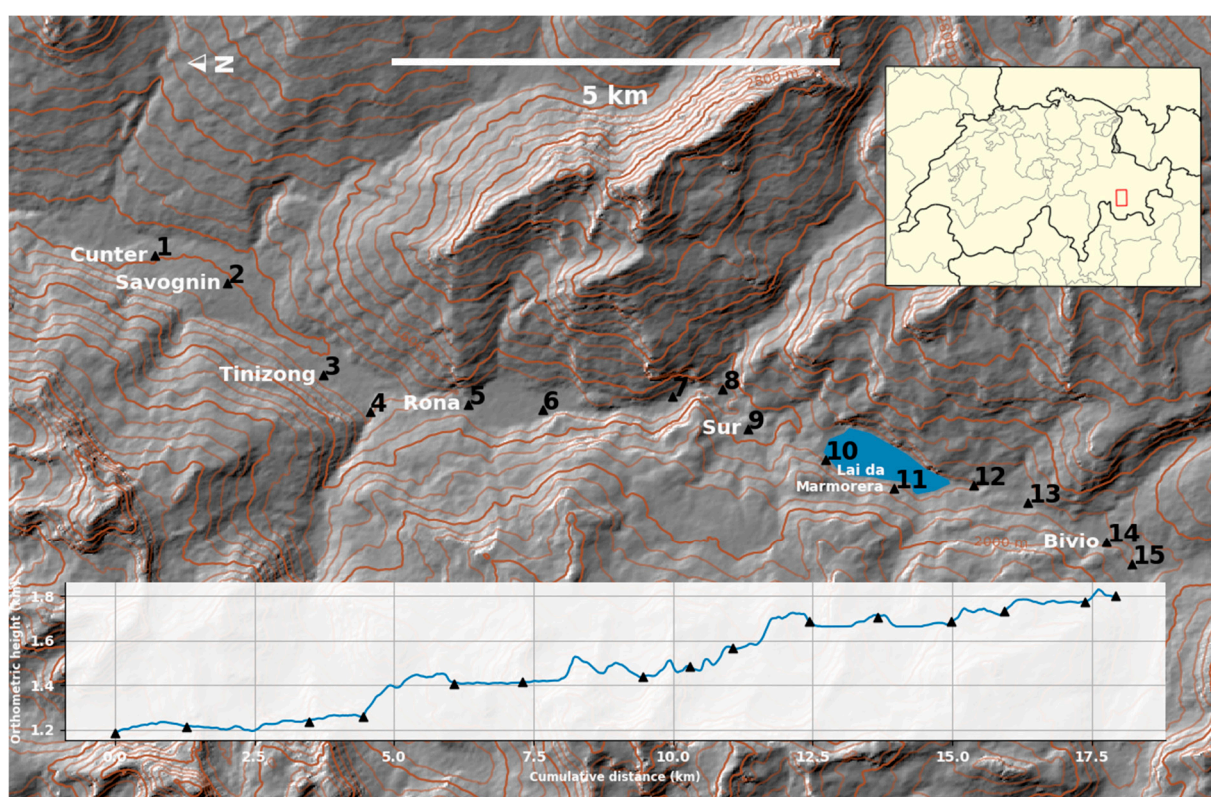 N
5 km
2800 m
Cunter 1
Savognin 2
Tinizong 3
4
Rona 5
6
7
8
Sur 9
10
Lai da
Marmorera 11
12
13
2000 m
Bivio 14
15
Orthometric height (km)
1.8
1.6
1.4
1.2
0.0 2.5 5.0 7.5 10.0 12.5 15.0 17.5
Cumulative distance (km)